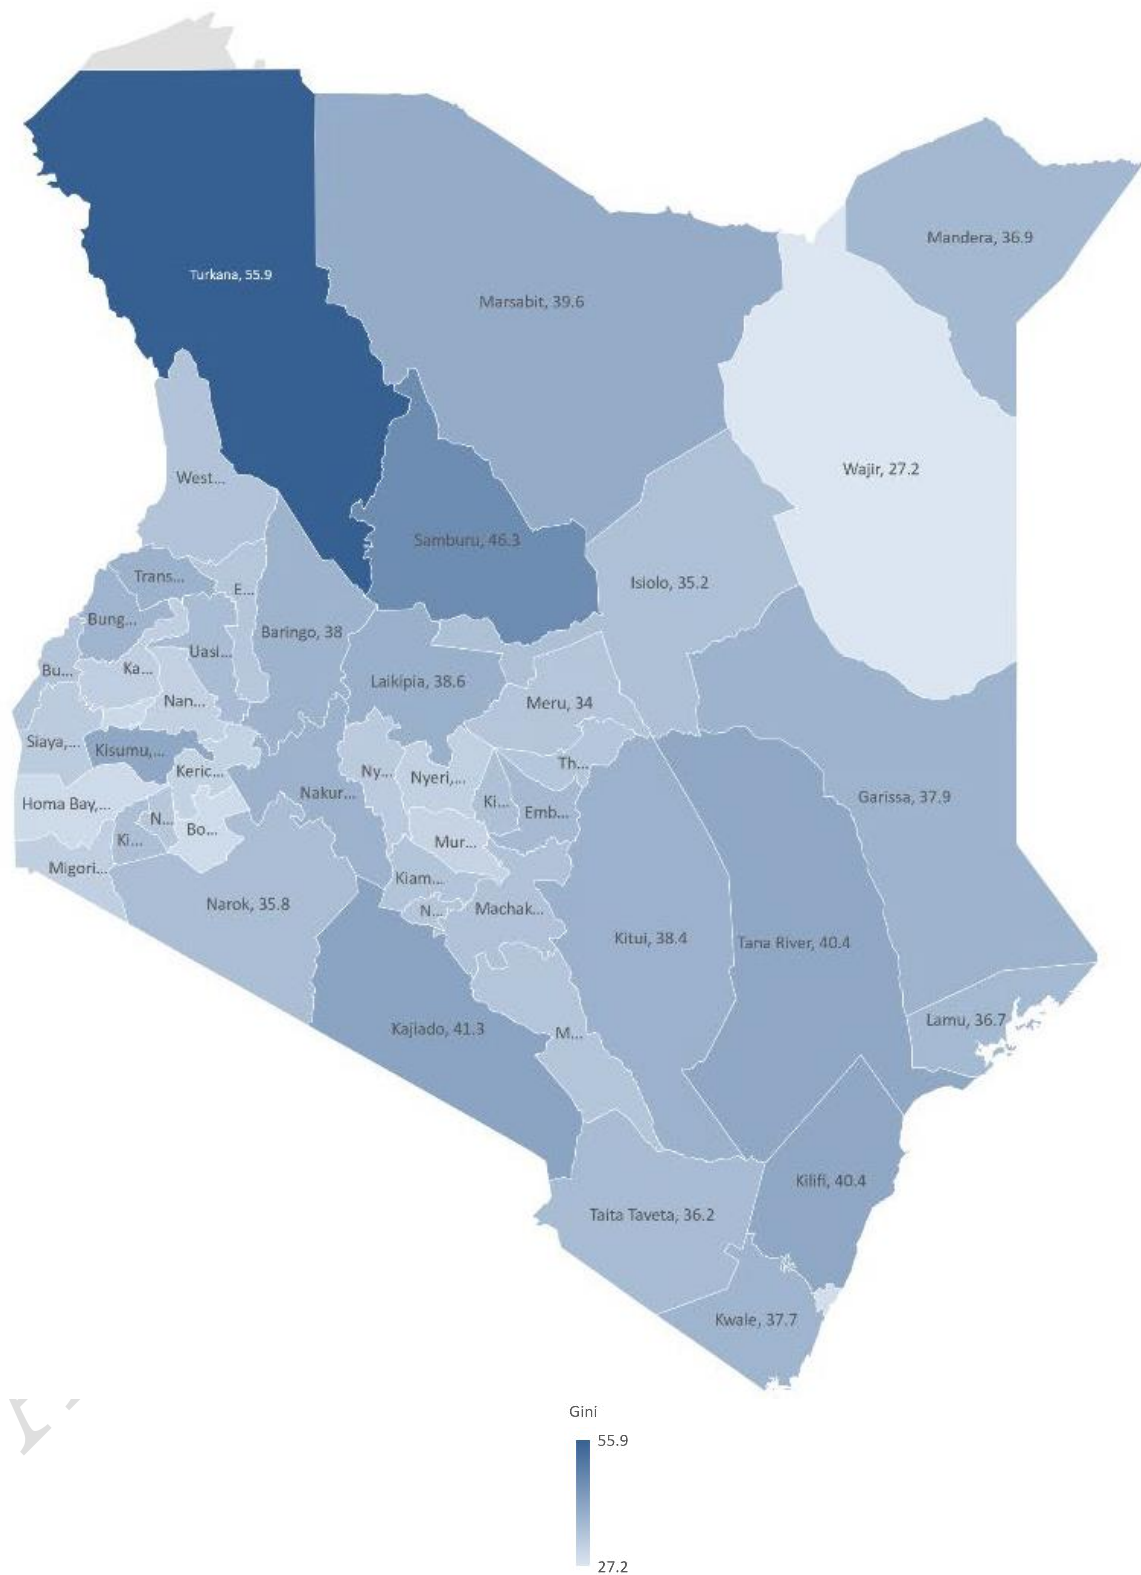 Mandera, 36.9
Turkana, 55.9
Marsabit, 39.6
Wajir, 27.2
West...
Samburu, 46.3
Trans...
Isiolo, 35.2
E...
Bung...
Baringo, 38
Uasi...
Bu...
Ka...
Laikipia, 38.6
Nan...
Meru, 34
Siaya,...
Kisumu,...
Keric...
Ny...
Nyeri,...
Th...
Nakur...
Garissa, 37.9
Homa Bay,...
Ki...
Emb...
N...
Bo...
Ki...
Mur...
Migori...
Kiam...
Narok, 35.8
N...
Machak...
Kitui, 38.4
Tana River, 40.4
Lamu, 36.7
Kajiado, 41.3
M...
Kilifi, 40.4
Taita Taveta, 36.2
Kwale, 37.7
Gini
55.9
27.2